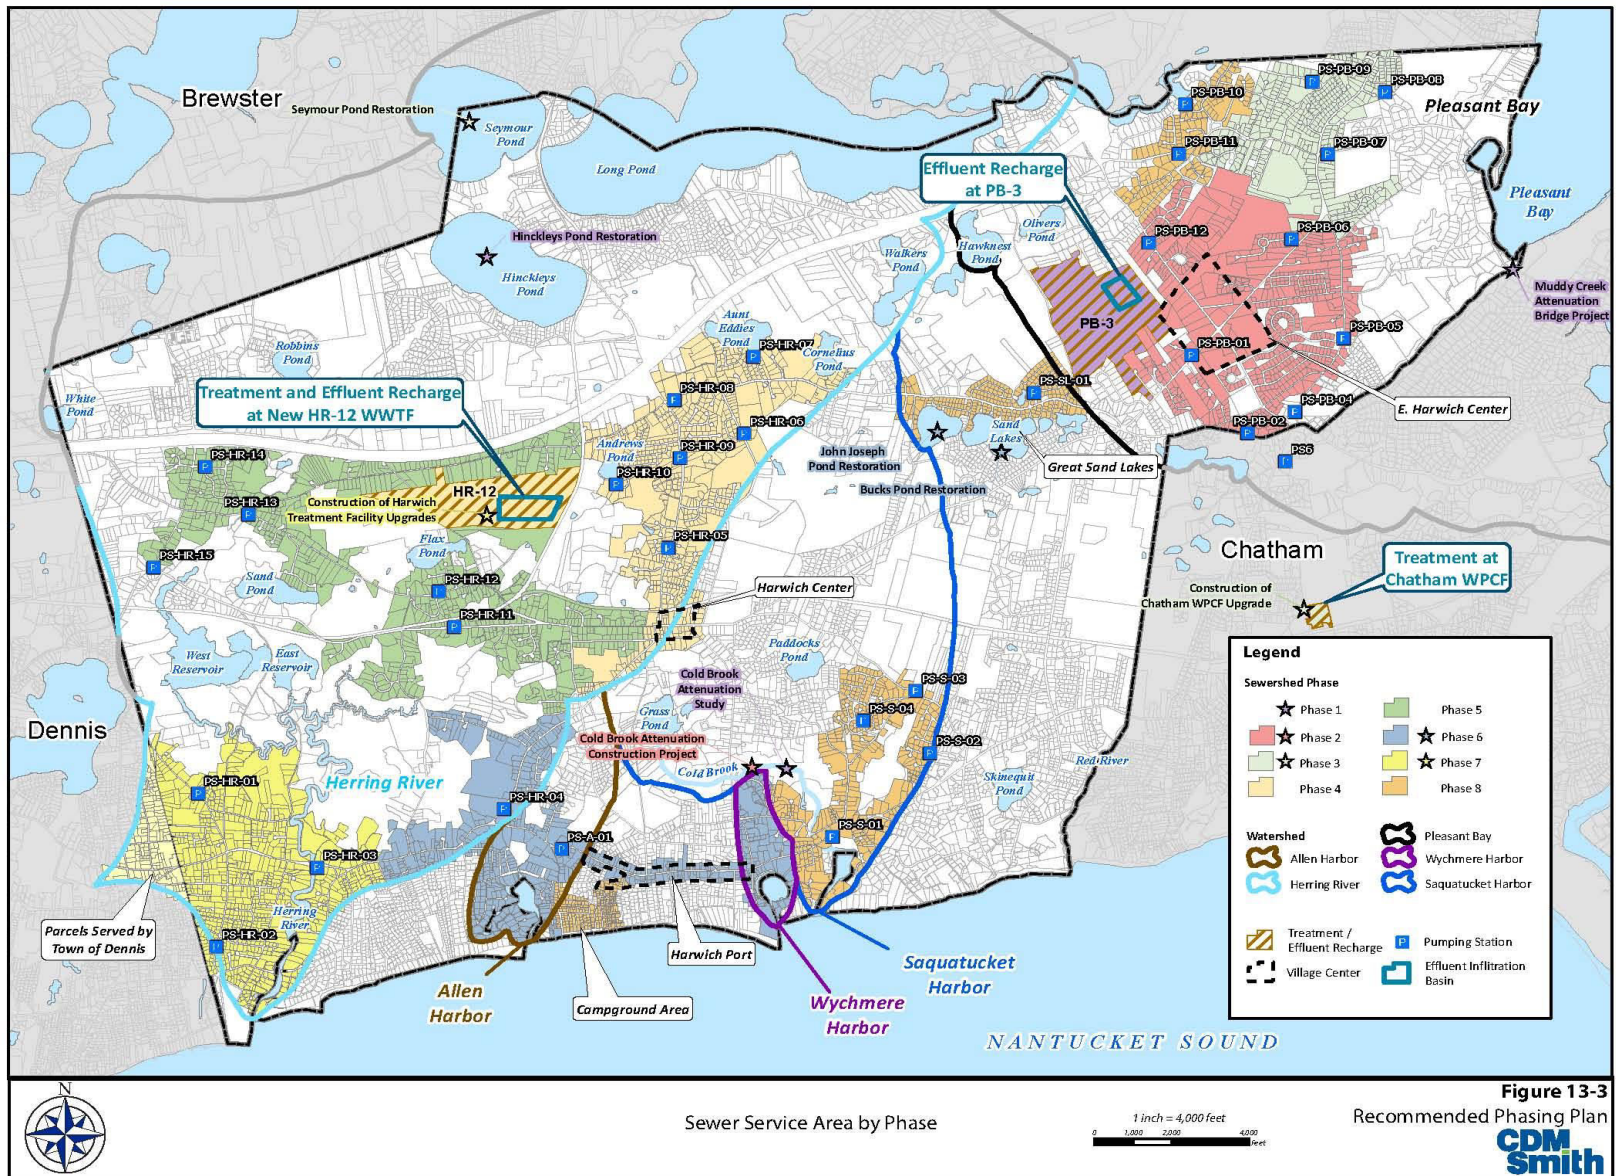 Brewster
Seymour Pond Restoration
Seymour
Pond
Long Pond
Hinckleys Pond Restoration
Hinckleys
Pond
Effluent Recharge
at PB-3
Olivers
Pond
Walkers
Pond
Hawknest
Pond
PS-PB-09
PS-PB-08
PS-PB-10
Pleasant Bay
PS-PB-11
PS-PB-07
Pleasant
Bay
PS-PB-12
PS-PB-06
Muddy Creek
Attenuation
Bridge Project
PB-3
PS-PB-05
PS-PB-01
PS-PB-04
PS-PB-02
PS6
E. Harwich Center
Aunt
Eddies
Pond
PS-HR-07
Cornelius
Pond
Robbins
Pond
White
Pond
Treatment and Effluent Recharge
at New HR-12 WWTF
PS-HR-08
PS-HR-06
PS-HR-09
Andrews
Pond
PS-HR-10
PS-SL-01
Sand
Lakes
Great Sand Lakes
John Joseph
Pond Restoration
Bucks Pond Restoration
PS-HR-14
PS-HR-13
HR-12
Construction of Harwich
Treatment Facility Upgrades
Flax
Pond
PS-HR-05
PS-HR-15
Sand
Pond
PS-HR-12
PS-HR-11
Harwich Center
Chatham
Treatment at
Chatham WPCF
Construction of
Chatham WPCF Upgrade
West
Reservoir
East
Reservoir
Paddocks
Pond
Cold Brook
Attenuation
Study
PS-S-03
PS-S-04
Grass
Pond
Cold Brook Attenuation
Construction Project
PS-S-02
Cold Brook
Skinequit
Pond
Red River
Dennis
PS-HR-01
Herring River
PS-HR-04
PS-A-01
PS-S-01
PS-HR-03
Herring
River
PS-HR-02
Parcels Served by
Town of Dennis
Harwich Port
Campground Area
Allen
Harbor
Wychmere
Harbor
Saquatucket
Harbor
NANTUCKET SOUND
Legend
Sewershed Phase
Phase 1
Phase 2
Phase 3
Phase 4
Phase 5
Phase 6
Phase 7
Phase 8
Watershed
Allen Harbor
Herring River
Pleasant Bay
Wychmere Harbor
Saquatucket Harbor
Treatment /
Effluent Recharge
Village Center
P Pumping Station
Effluent Infiltration
Basin
N
Sewer Service Area by Phase
1 inch = 4,000 feet
0 1,000 2,000 4,000
Feet
Figure 13-3
Recommended Phasing Plan
CDM
Smith